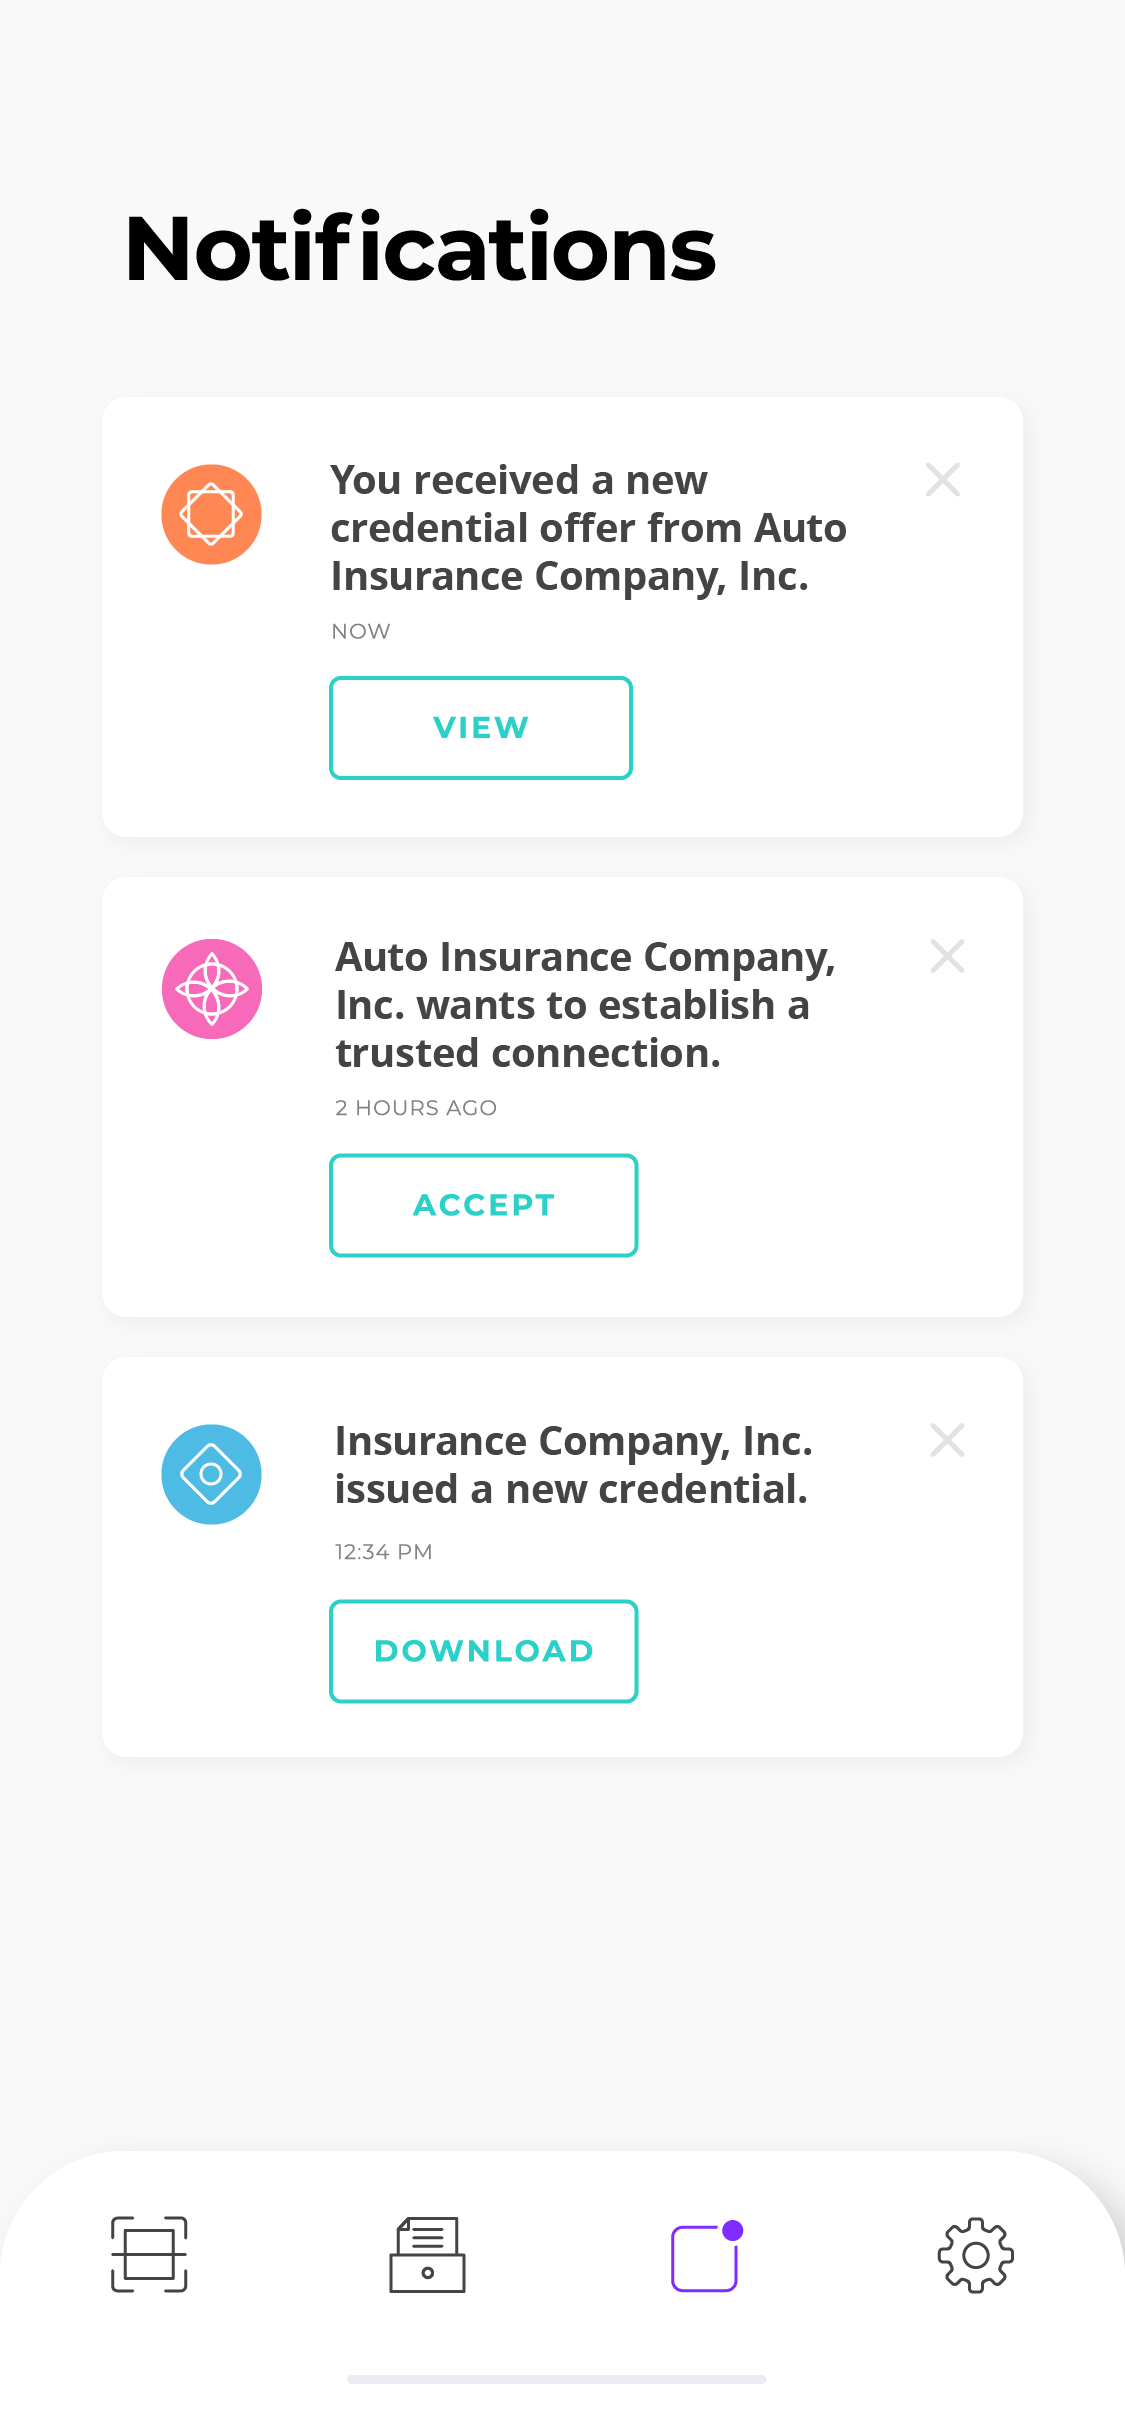 Notifications
You received a new
credential offer from Auto
Insurance Company, Inc.
NOW
VIEW
Auto Insurance Company,
Inc. wants to establish a
trusted connection.
2 HOURS AGO
ACCEPT
Insurance Company, Inc.
issued a new credential.
12:34 PM
DOWNLOAD